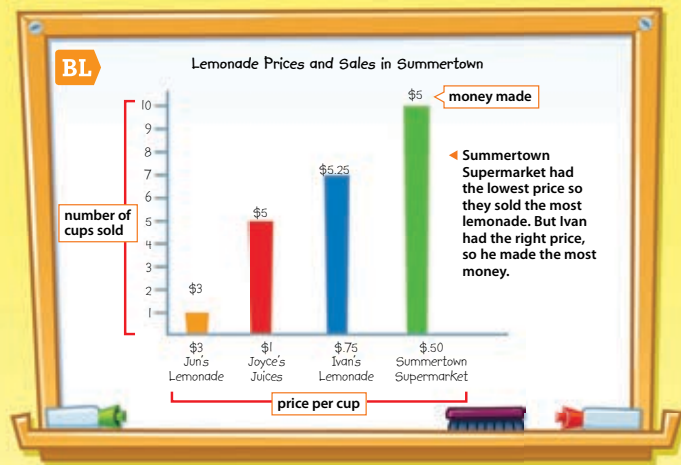 BL
Lemonade Prices and Sales in Summertown
$5
money made
10
9
8
7
6
5
4
3
2
1
number of
cups sold
$3
$5
$5.25
◄ Summertown
Supermarket had
the lowest price so
they sold the most
lemonade. But Ivan
had the right price,
so he made the most
money.
$3
Jun's
Lemonade
$1
Joyce's
Juices
$.75
Ivan's
Lemonade
$.50
Summertown
Supermarket
price per cup